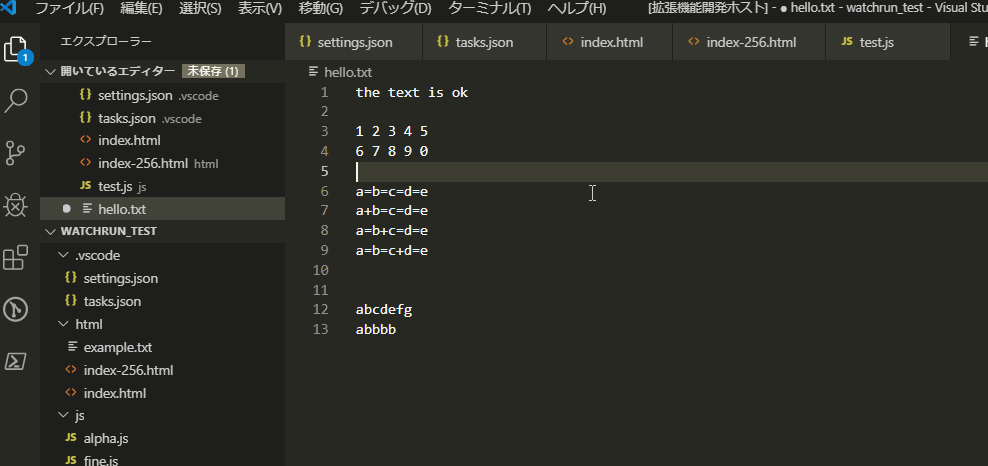 ファイル(F) 編集(E) 選択(S) 表示(V) 移動(G) デバッグ(D) ターミナル(T) ヘルプ(H) [拡張機能開発ホスト] - ● hello.txt - watchrun_test - Visual Stu
エクスプローラー
開いているエディター 未保存 (1)
settings.json .vscode
tasks.json .vscode
index.html
index-256.html html
JS test.js js
hello.txt
WATCHRUN_TEST
.vscode
settings.json
tasks.json
html
example.txt
index-256.html
index.html
js
JS alpha.js
JS fine.js
1
settings.json tasks.json index.html index-256.html JS test.js
hello.txt
1 the text is ok
2
3 1 2 3 4 5
4 6 7 8 9 0
5
6 a=b=c=d=e
7 a+b=c=d=e
8 a=b+c=d=e
9 a=b=c+d=e
10
11
12 abcdefg
13 abbbb